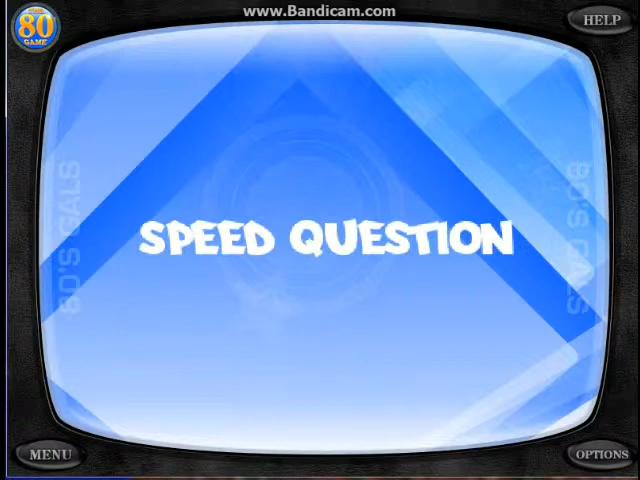 www.Bandicam.com
80
GAME
HELP
80'S GALS
80'S GALS
SPEED QUESTION
MENU
OPTIONS